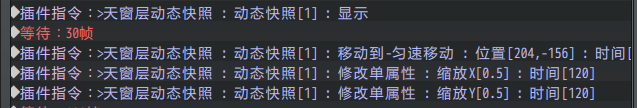 ◆插件指令：>天窗层动态快照 : 动态快照[1] : 显示
◆等待：30帧
◆插件指令：>天窗层动态快照 : 动态快照[1] : 移动到-匀速移动 : 位置[204,-156] : 时间[
◆插件指令：>天窗层动态快照 : 动态快照[1] : 修改单属性 : 缩放X[0.5] : 时间[120]
◆插件指令：>天窗层动态快照 : 动态快照[1] : 修改单属性 : 缩放Y[0.5] : 时间[120]